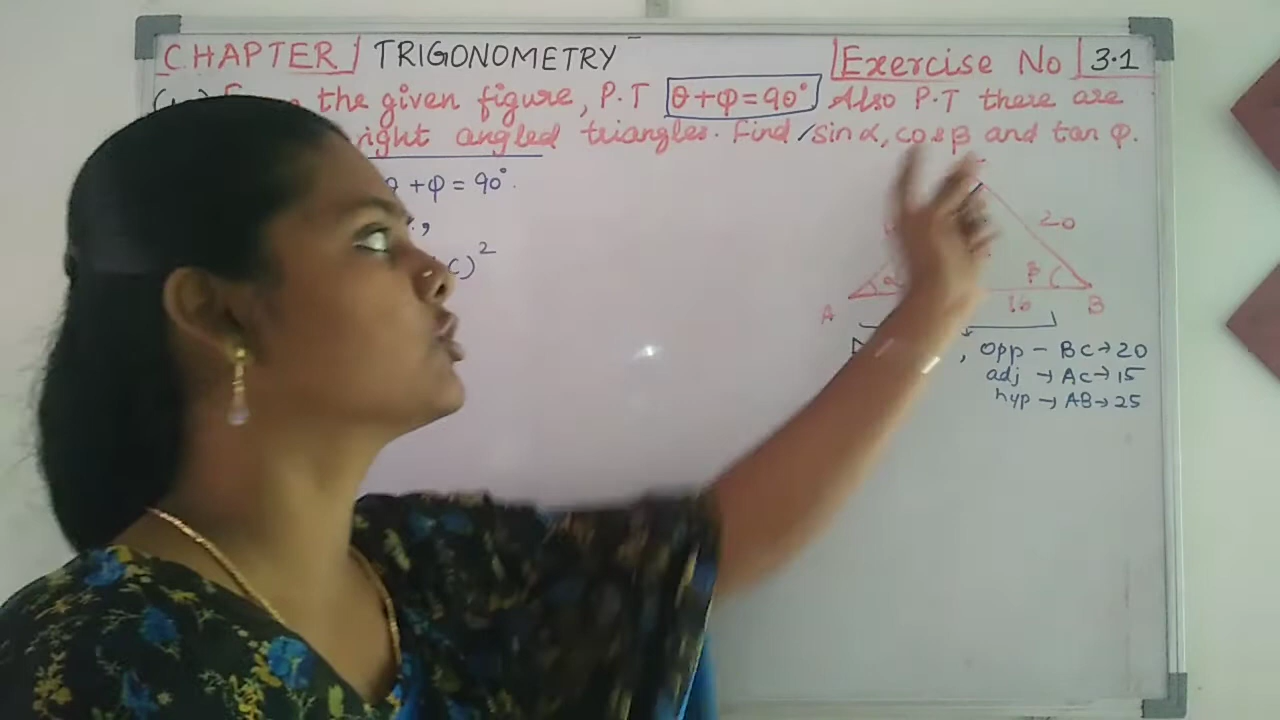 CHAPTER TRIGONOMETRY
Exercise No 3.1
the given figure, P.T θ+φ=90° Also P.T there are
right angled triangles. Find sin α, cos β and tan φ.
+φ = 90°.
c)²
20
α
β
A
16
B
, opp - BC→20
adj → AC→15
hyp → AB→25